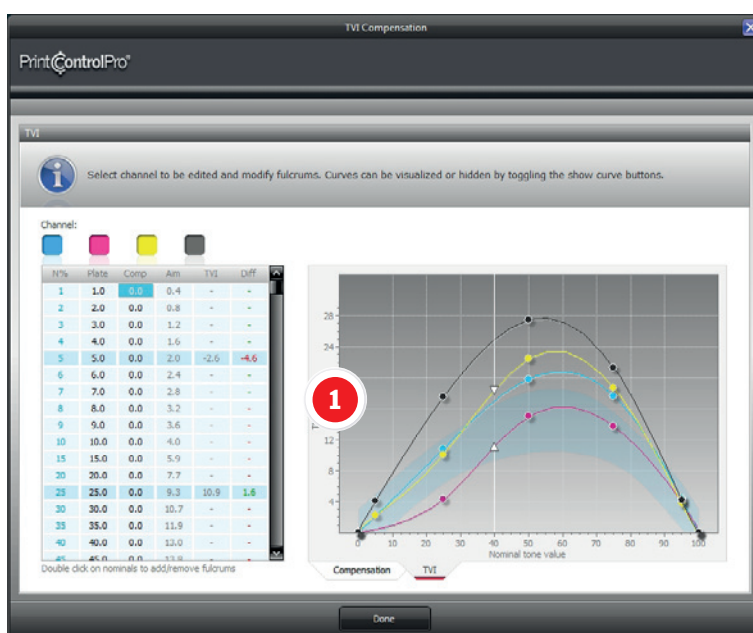 TVI Compensation
PrintControlPro®
TVI
Select channel to be edited and modify fulcrums. Curves can be visualized or hidden by toggling the show curve buttons.
Channel:
N% Plate Comp Aim TVI Diff
1 1.0 0.0 0.4 - -
2 2.0 0.0 0.8 - -
3 3.0 0.0 1.2 - -
4 4.0 0.0 1.6 - -
5 5.0 0.0 2.0 -2.6 -4.6
6 6.0 0.0 2.4 - -
7 7.0 0.0 2.8 - -
8 8.0 0.0 3.2 - -
9 9.0 0.0 3.6 - -
10 10.0 0.0 4.0 - -
15 15.0 0.0 5.9 - -
20 20.0 0.0 7.7 - -
25 25.0 0.0 9.3 10.9 1.6
30 30.0 0.0 10.7 - -
35 35.0 0.0 11.9 - -
40 40.0 0.0 13.0 - -
45 45.0 0.0 13.8 - -
Double click on nominals to add/remove fulcrums
28
24
1
12
8
4
0 10 20 30 40 50 60 70 80 90 100
Nominal tone value
Compensation TVI
Done